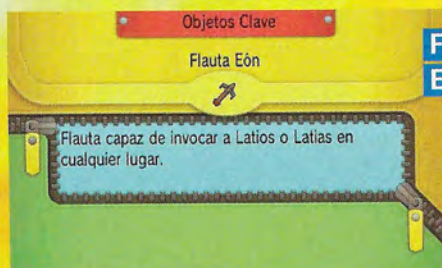 Objetos Clave
Flauta Eón
Flauta capaz de invocar a Latios o Latias en
cualquier lugar.
F
E